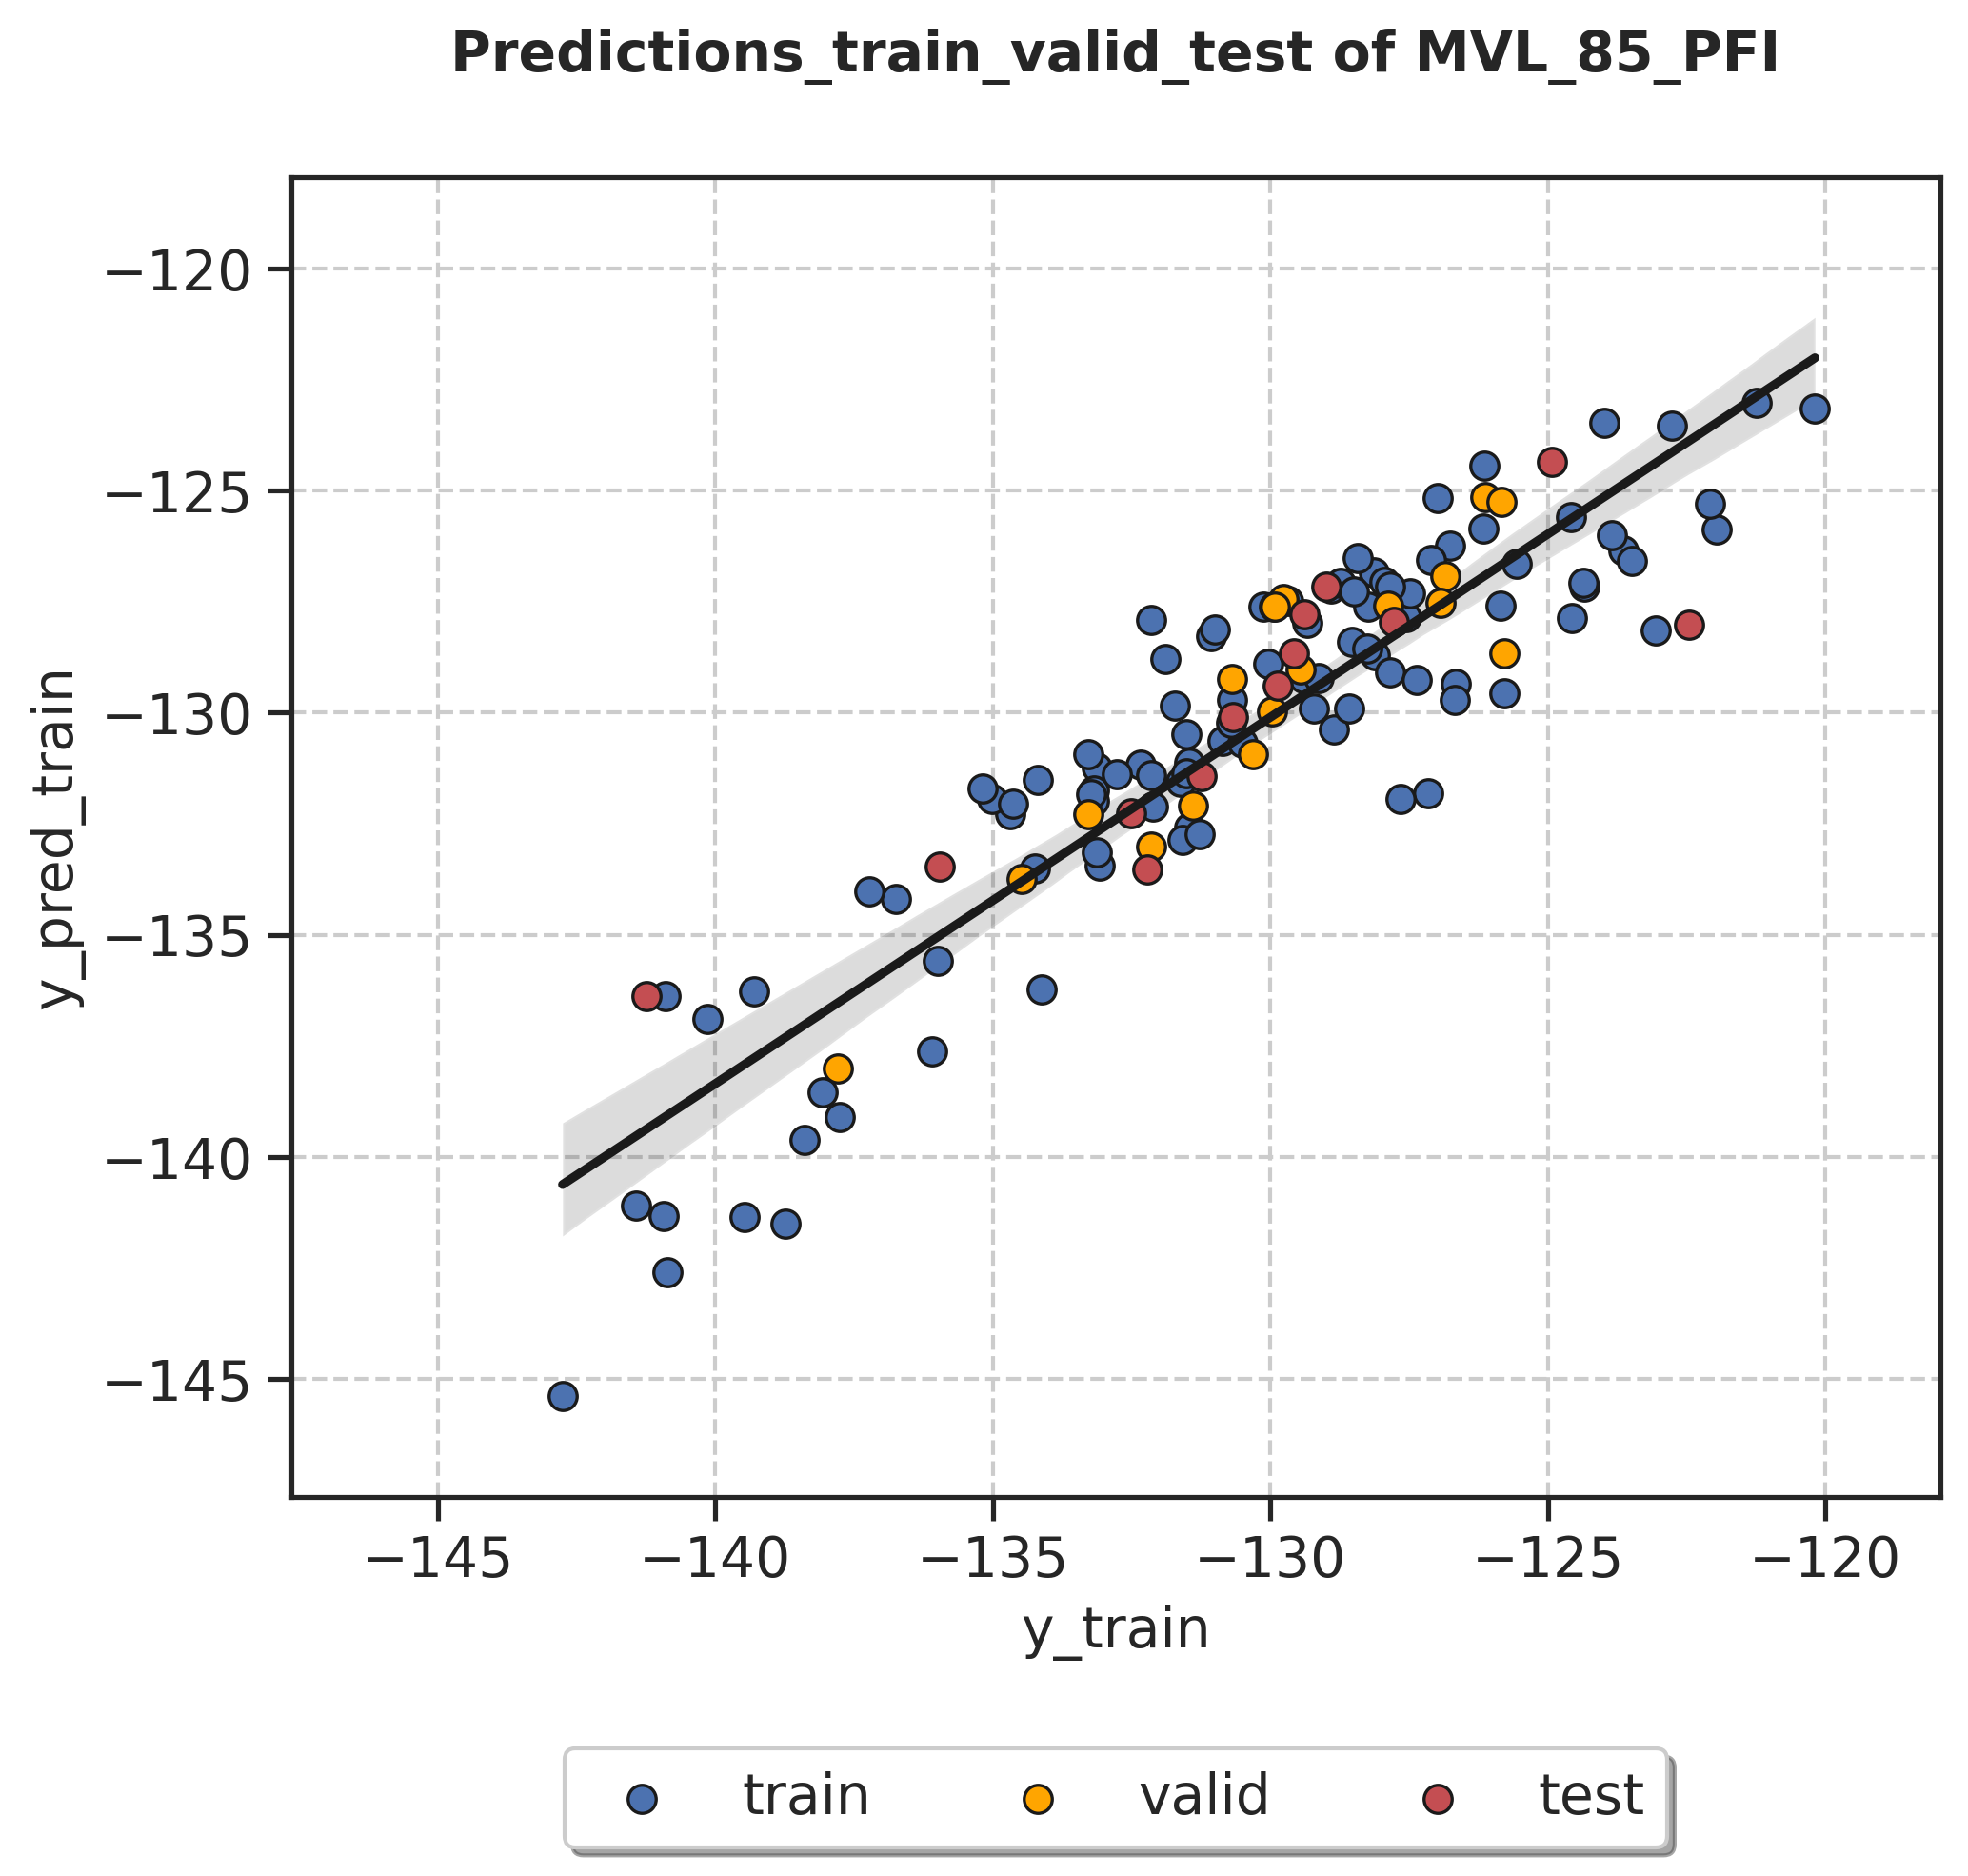 Predictions_train_valid_test of MVL_85_PFI
y_pred_train
−120
−125
−130
−135
−140
−145
−145 −140 −135 −130 −125 −120
y_train
train valid test